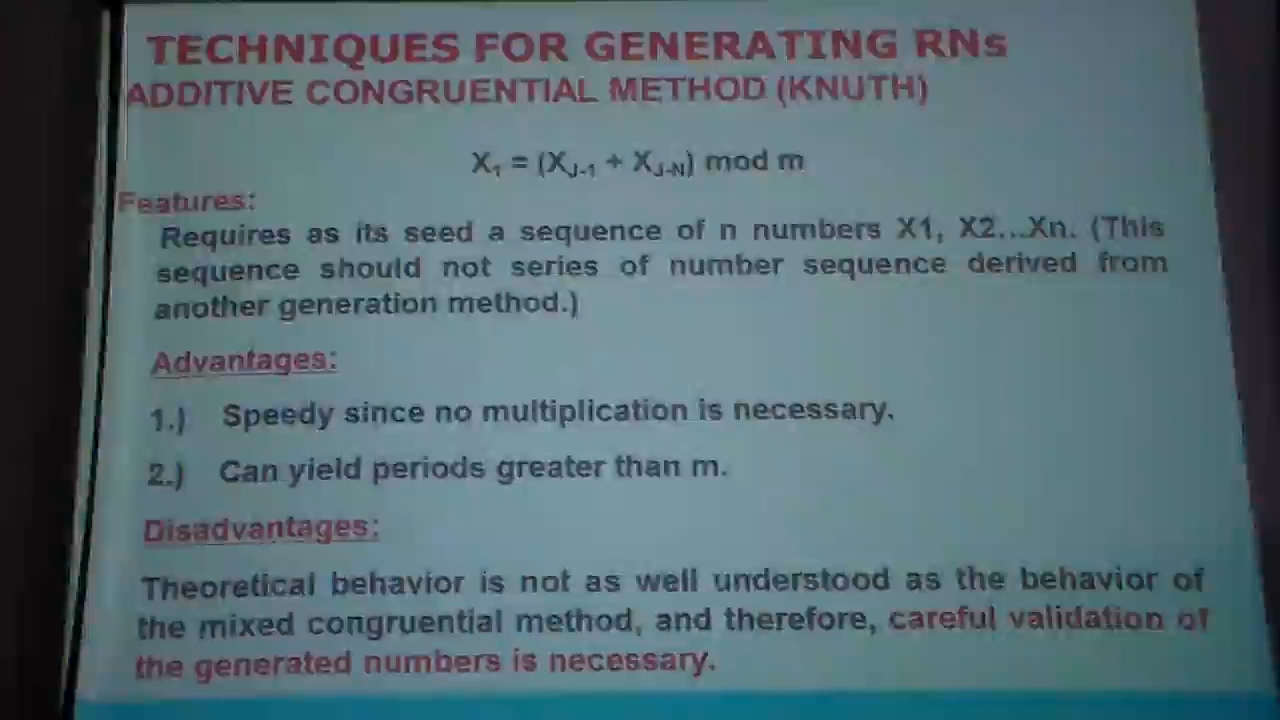 TECHNIQUES FOR GENERATING RNs
ADDITIVE CONGRUENTIAL METHOD (KNUTH)
X₁ = (X_J-1 + X_J-N) mod m
Features:
Requires as its seed a sequence of n numbers X1, X2...Xn. (This
sequence should not series of number sequence derived from
another generation method.)
Advantages:
1.) Speedy since no multiplication is necessary.
2.) Can yield periods greater than m.
Disadvantages:
Theoretical behavior is not as well understood as the behavior of
the mixed congruential method, and therefore, careful validation of
the generated numbers is necessary.